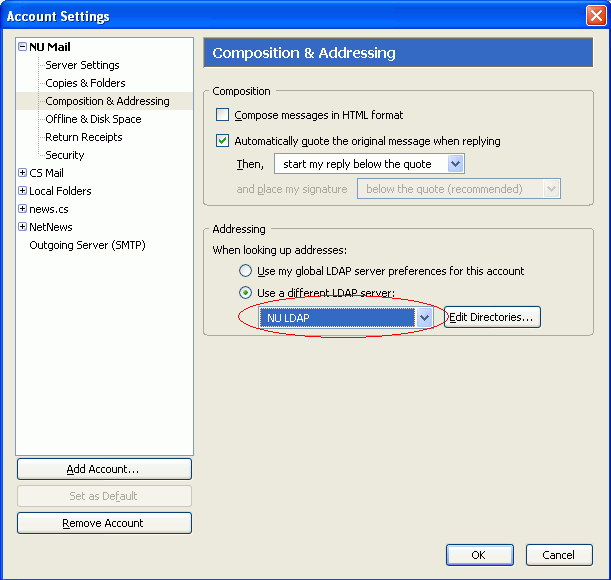 Account Settings
NU Mail
Server Settings
Copies & Folders
Composition & Addressing
Offline & Disk Space
Return Receipts
Security
CS Mail
Local Folders
news.cs
NetNews
Outgoing Server (SMTP)
Add Account...
Set as Default
Remove Account
Composition & Addressing
Composition
Compose messages in HTML format
Automatically quote the original message when replying
Then, start my reply below the quote
and place my signature below the quote (recommended)
Addressing
When looking up addresses:
Use my global LDAP server preferences for this account
Use a different LDAP server:
NU LDAP Edit Directories...
OK Cancel